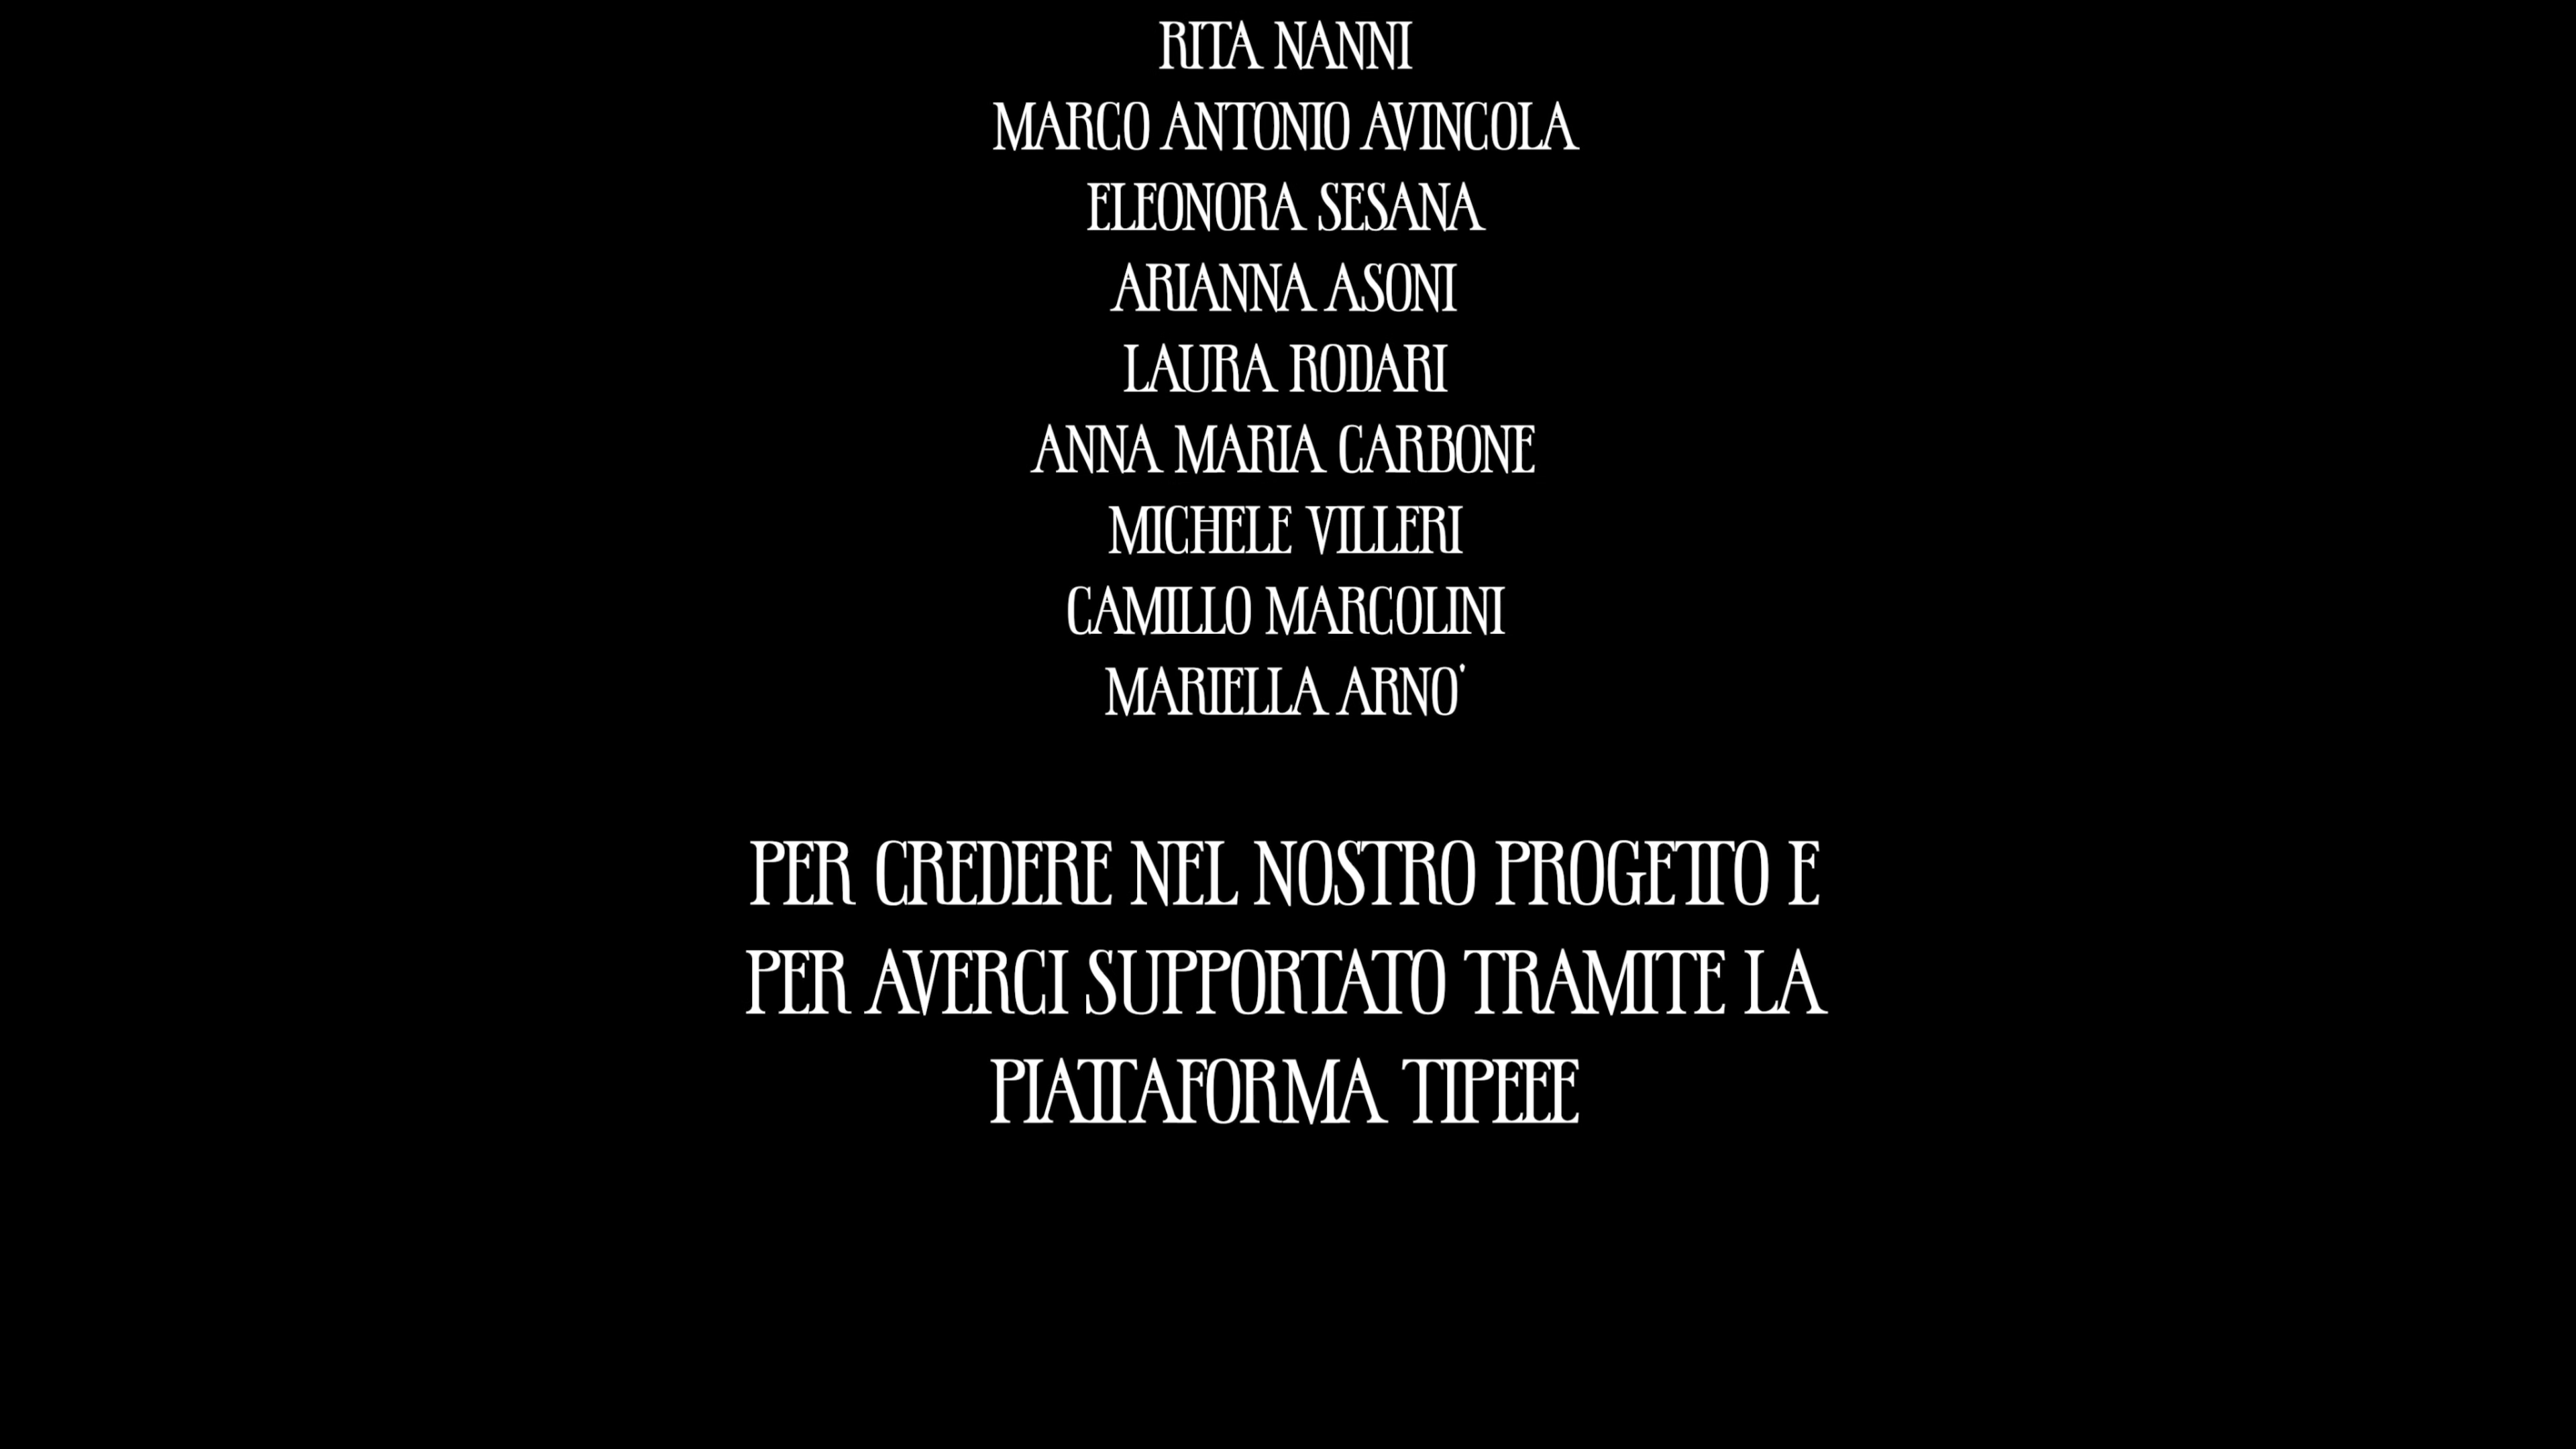 RITA NANNI
MARCO ANTONIO AVINCOLA
ELEONORA SESANA
ARIANNA ASONI
LAURA RODARI
ANNA MARIA CARBONE
MICHELE VILLERI
CAMILLO MARCOLINI
MARIELLA ARNO'
PER CREDERE NEL NOSTRO PROGETTO E
PER AVERCI SUPPORTATO TRAMITE LA
PIATTAFORMA TIPEEE